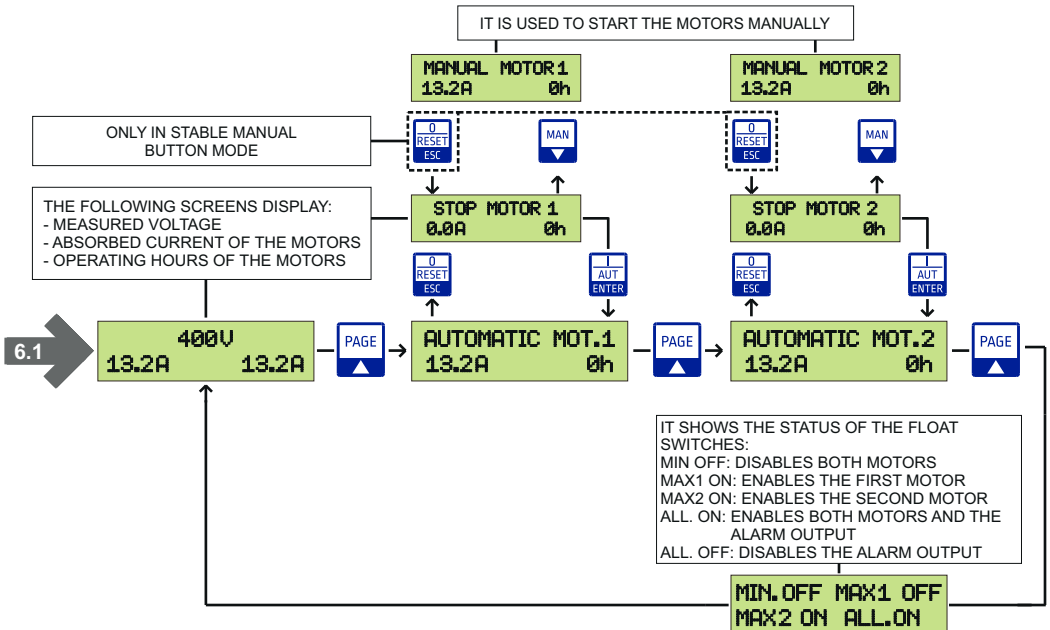 IT IS USED TO START THE MOTORS MANUALLY
MANUAL MOTOR1
13.2A 0h
MANUAL MOTOR2
13.2A 0h
ONLY IN STABLE MANUAL
BUTTON MODE
0
RESET
ESC
MAN
0
RESET
ESC
MAN
THE FOLLOWING SCREENS DISPLAY:
- MEASURED VOLTAGE
- ABSORBED CURRENT OF THE MOTORS
- OPERATING HOURS OF THE MOTORS
STOP MOTOR 1
0.0A 0h
STOP MOTOR 2
0.0A 0h
0
RESET
ESC
I
AUT
ENTER
0
RESET
ESC
I
AUT
ENTER
6.1
400V
13.2A 13.2A
PAGE
AUTOMATIC MOT.1
13.2A 0h
PAGE
AUTOMATIC MOT.2
13.2A 0h
PAGE
IT SHOWS THE STATUS OF THE FLOAT
SWITCHES:
MIN OFF: DISABLES BOTH MOTORS
MAX1 ON: ENABLES THE FIRST MOTOR
MAX2 ON: ENABLES THE SECOND MOTOR
ALL. ON: ENABLES BOTH MOTORS AND THE
ALARM OUTPUT
ALL. OFF: DISABLES THE ALARM OUTPUT
MIN.OFF MAX1 OFF
MAX2 ON ALL.ON